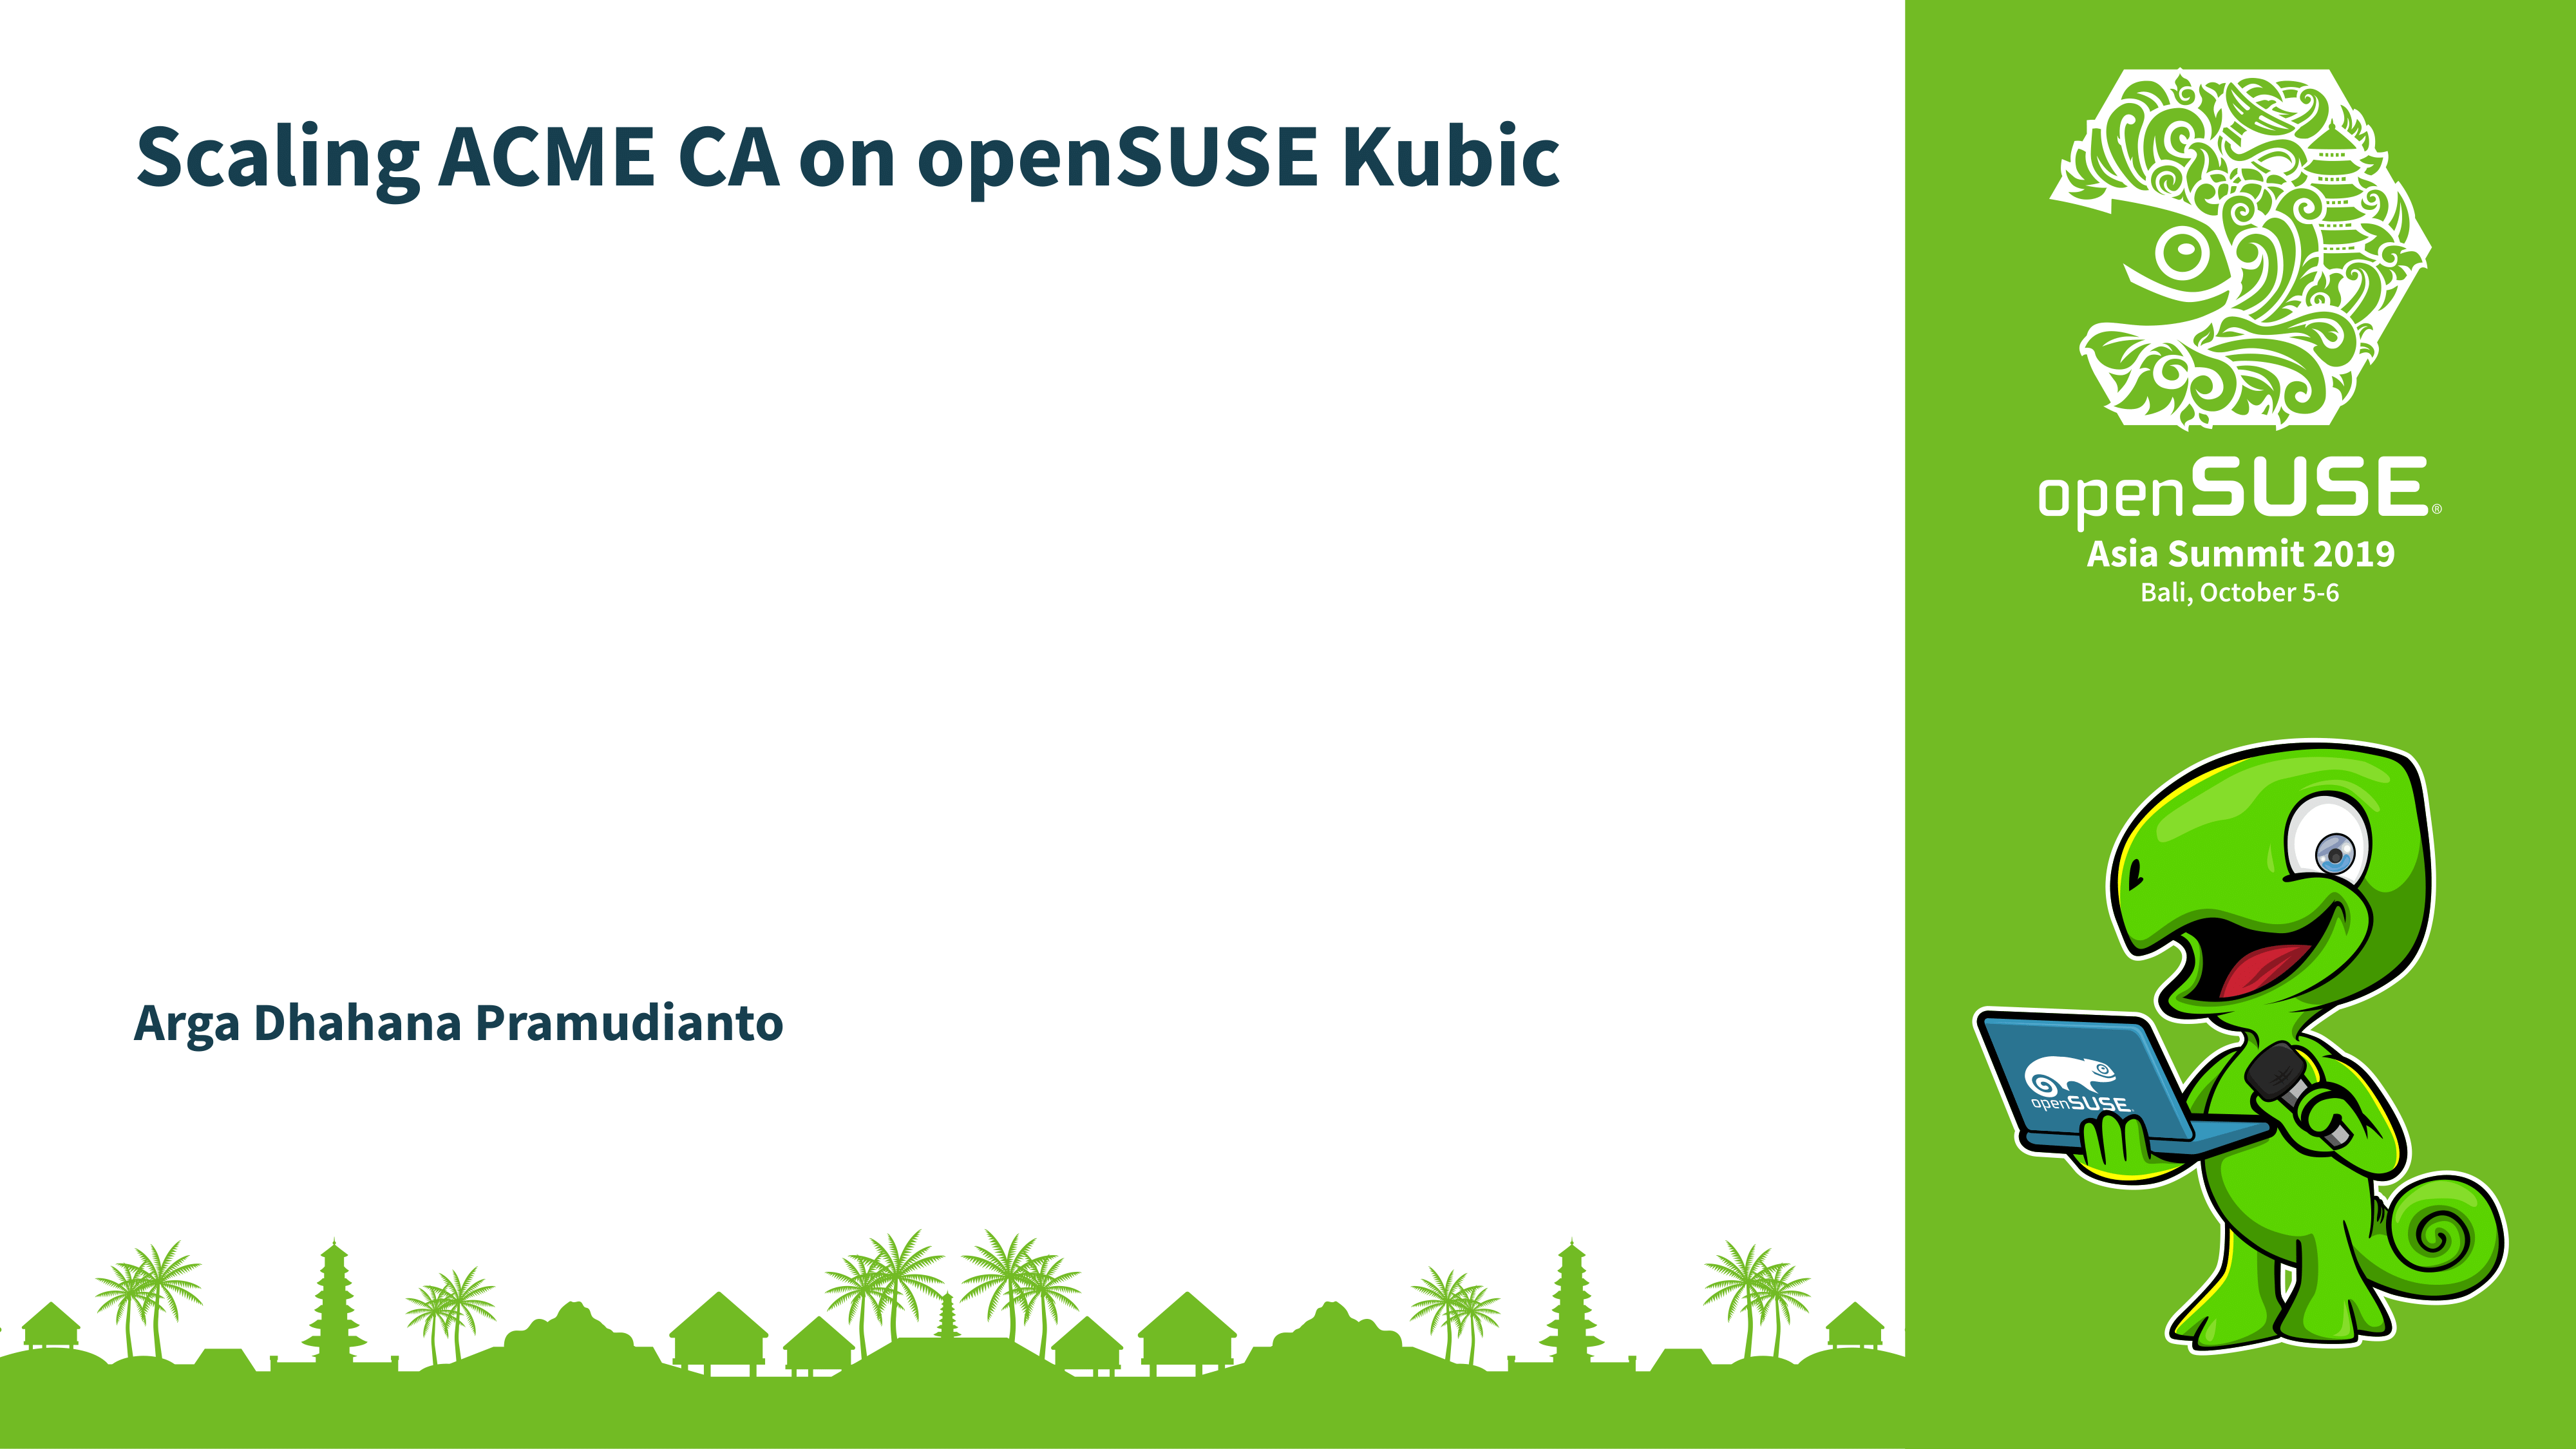 Scaling ACME CA on openSUSE Kubic
Arga Dhahana Pramudianto
openSUSE®
Asia Summit 2019
Bali, October 5-6
openSUSE